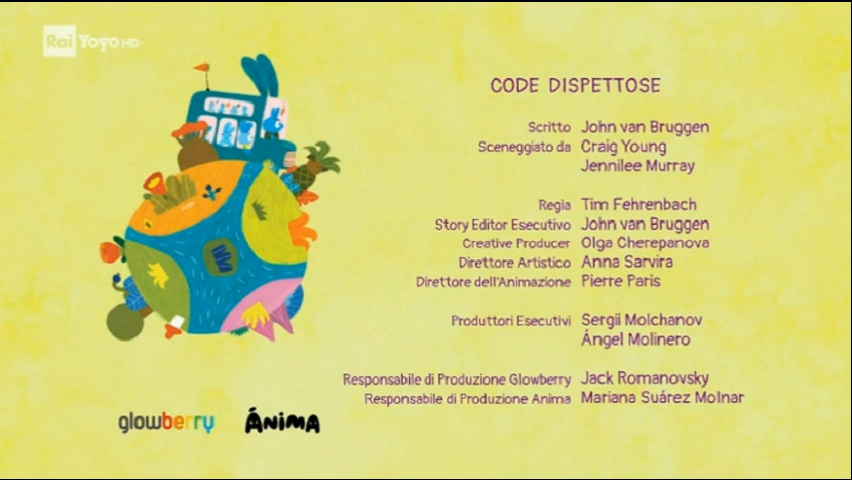 Rai Yoyo HD
CODE DISPETTOSE
Scritto John van Bruggen
Sceneggiato da Craig Young
Jennilee Murray
Regia Tim Fehrenbach
Story Editor Esecutivo John van Bruggen
Creative Producer Olga Cherepanova
Direttore Artistico Anna Sarvira
Direttore dell'Animazione Pierre Paris
Produttori Esecutivi Sergii Molchanov
Ángel Molinero
Responsabile di Produzione Glowberry Jack Romanovsky
Responsabile di Produzione Anima Mariana Suárez Molnar
glowberry ÁNIMA